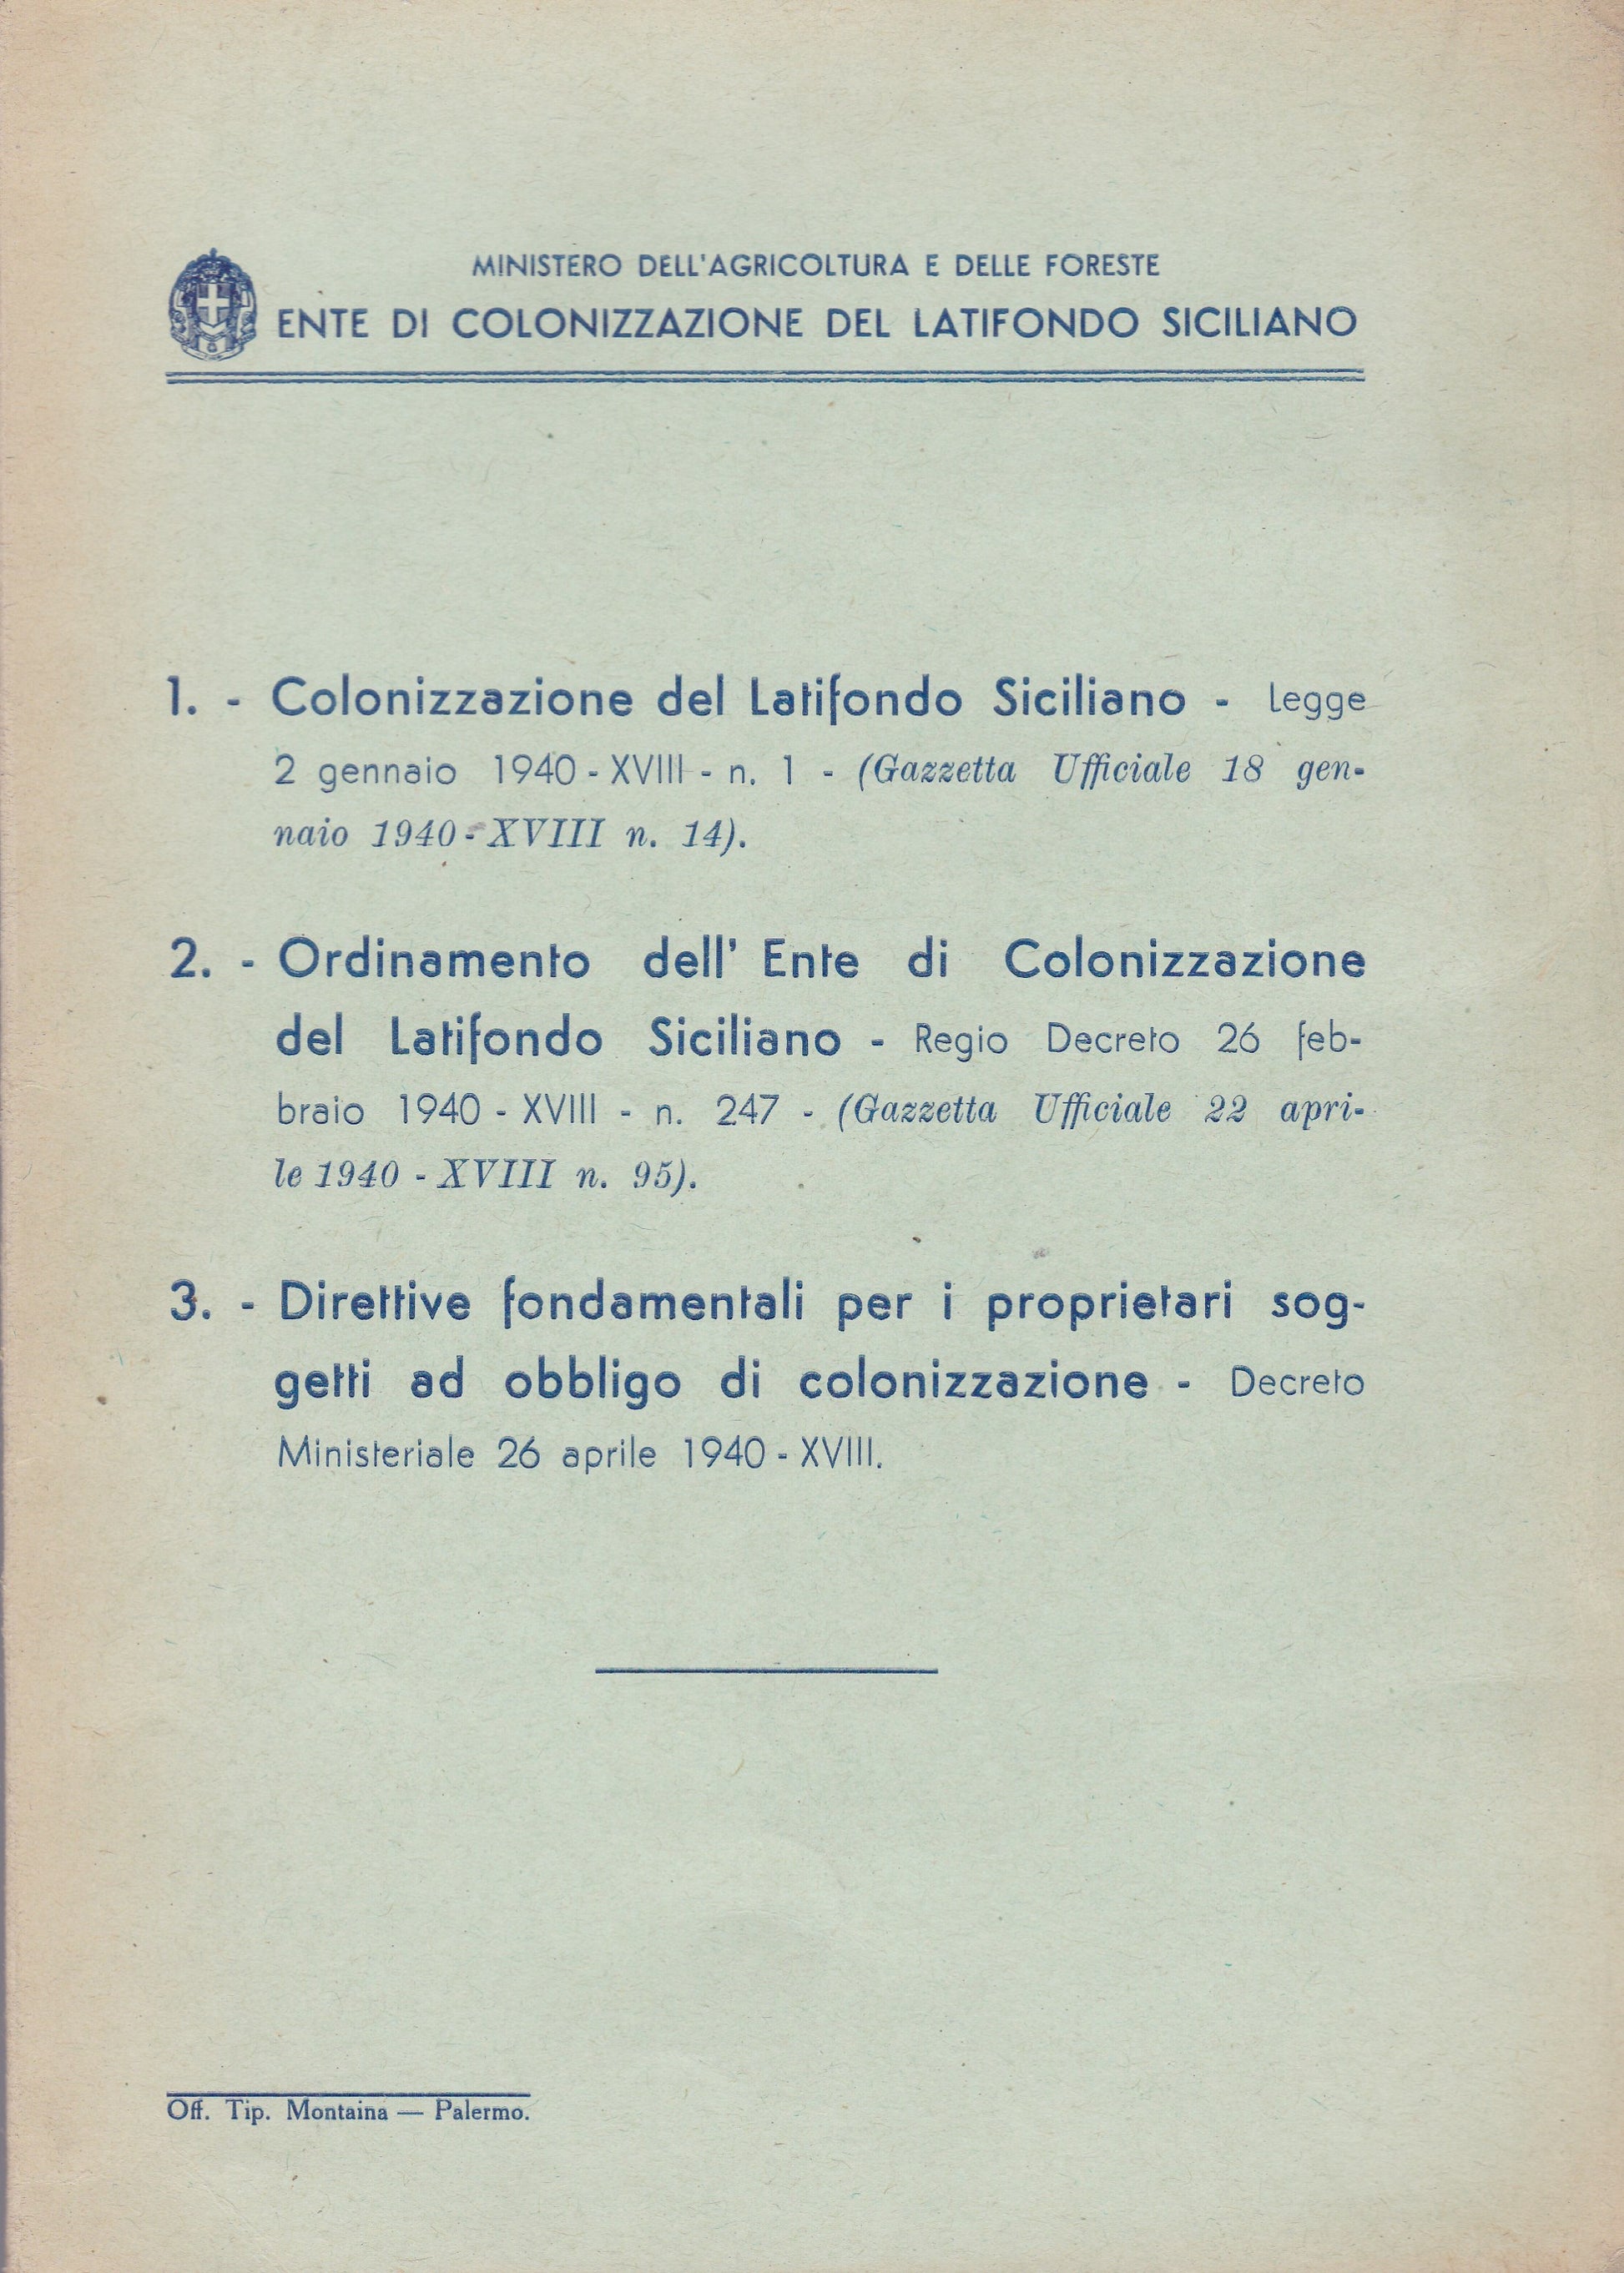 MINISTERO DELL'AGRICOLTURA E DELLE FORESTE
ENTE DI COLONIZZAZIONE DEL LATIFONDO SICILIANO
1. - Colonizzazione del Latifondo Siciliano - Legge
2 gennaio 1940 - XVIII - n. 1 - (Gazzetta Ufficiale 18 gen-
naio 1940 - XVIII n. 14).
2. - Ordinamento dell' Ente di Colonizzazione
del Latifondo Siciliano - Regio Decreto 26 feb-
braio 1940 - XVIII - n. 247 - (Gazzetta Ufficiale 22 apri-
le 1940 - XVIII n. 95).
3. - Direttive fondamentali per i proprietari sog-
getti ad obbligo di colonizzazione - Decreto
Ministeriale 26 aprile 1940 - XVIII.
Off. Tip. Montaina — Palermo.